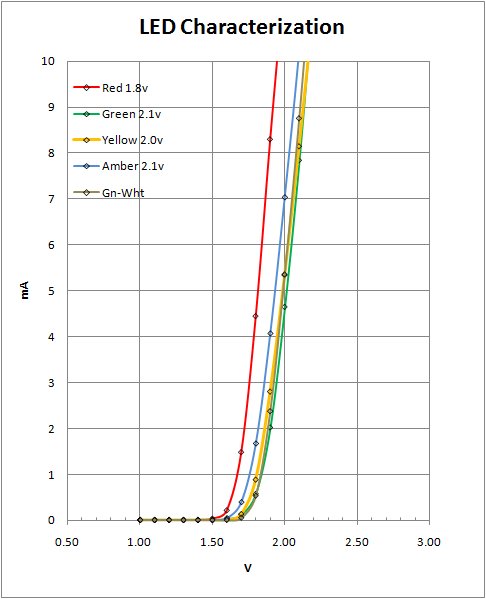 LED Characterization
10
9
8
7
6
5
4
3
2
1
0
mA
Red 1.8v
Green 2.1v
Yellow 2.0v
Amber 2.1v
Gn-Wht
0.50 1.00 1.50 2.00 2.50 3.00
V